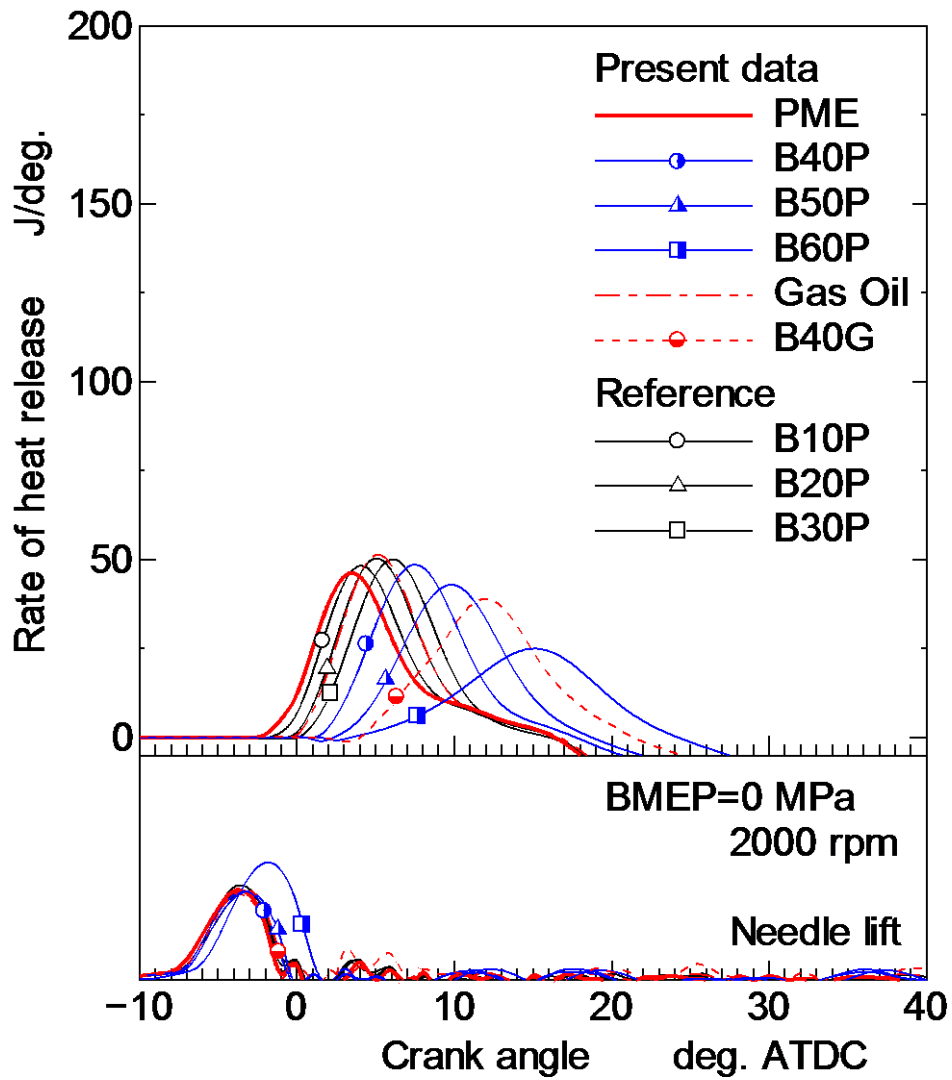 200
150
100
50
0
Rate of heat release J/deg.
Present data
PME
B40P
B50P
B60P
Gas Oil
B40G
Reference
B10P
B20P
B30P
BMEP=0 MPa
2000 rpm
Needle lift
−10 0 10 20 30 40
Crank angle deg. ATDC